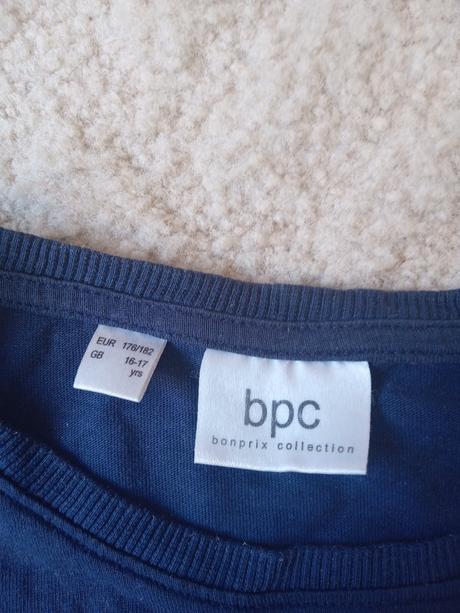 EUR 176/182
GB 16-17
yrs
bpc
bonprix collection